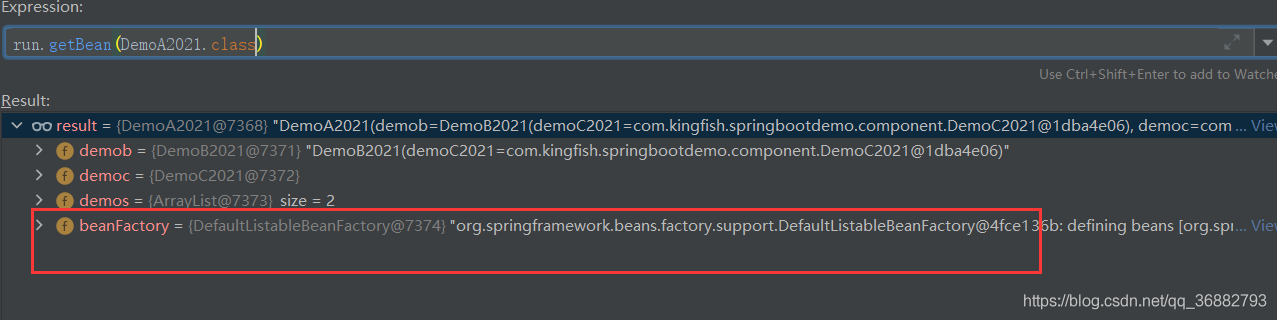 Expression:
run.getBean(DemoA2021.class)
Use Ctrl+Shift+Enter to add to Watche
Result:
result = {DemoA2021@7368} "DemoA2021(demob=DemoB2021(demoC2021=com.kingfish.springbootdemo.component.DemoC2021@1dba4e06), democ=com ... View
f demob = {DemoB2021@7371} "DemoB2021(demoC2021=com.kingfish.springbootdemo.component.DemoC2021@1dba4e06)"
f democ = {DemoC2021@7372}
f demos = {ArrayList@7373} size = 2
f beanFactory = {DefaultListableBeanFactory@7374} "org.springframework.beans.factory.support.DefaultListableBeanFactory@4fce136b: defining beans [org.spr... View
https://blog.csdn.net/qq_36882793